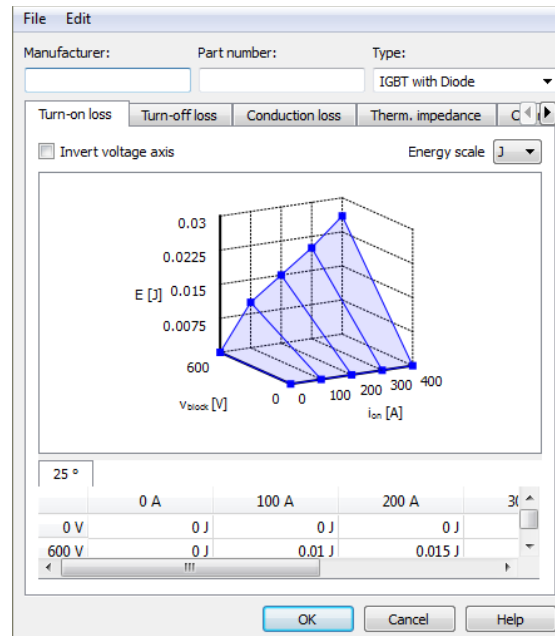 File Edit
Manufacturer: Part number: Type:
IGBT with Diode
Turn-on loss Turn-off loss Conduction loss Therm. impedance
Invert voltage axis Energy scale J
0.03
0.0225
E [J] 0.015
0.0075
600 400
300
200
100
0 0
Vblock [V] ion [A]
25 °
0 A 100 A 200 A
0 V 0 J 0 J 0 J
600 V 0 J 0.01 J 0.015 J
OK Cancel Help